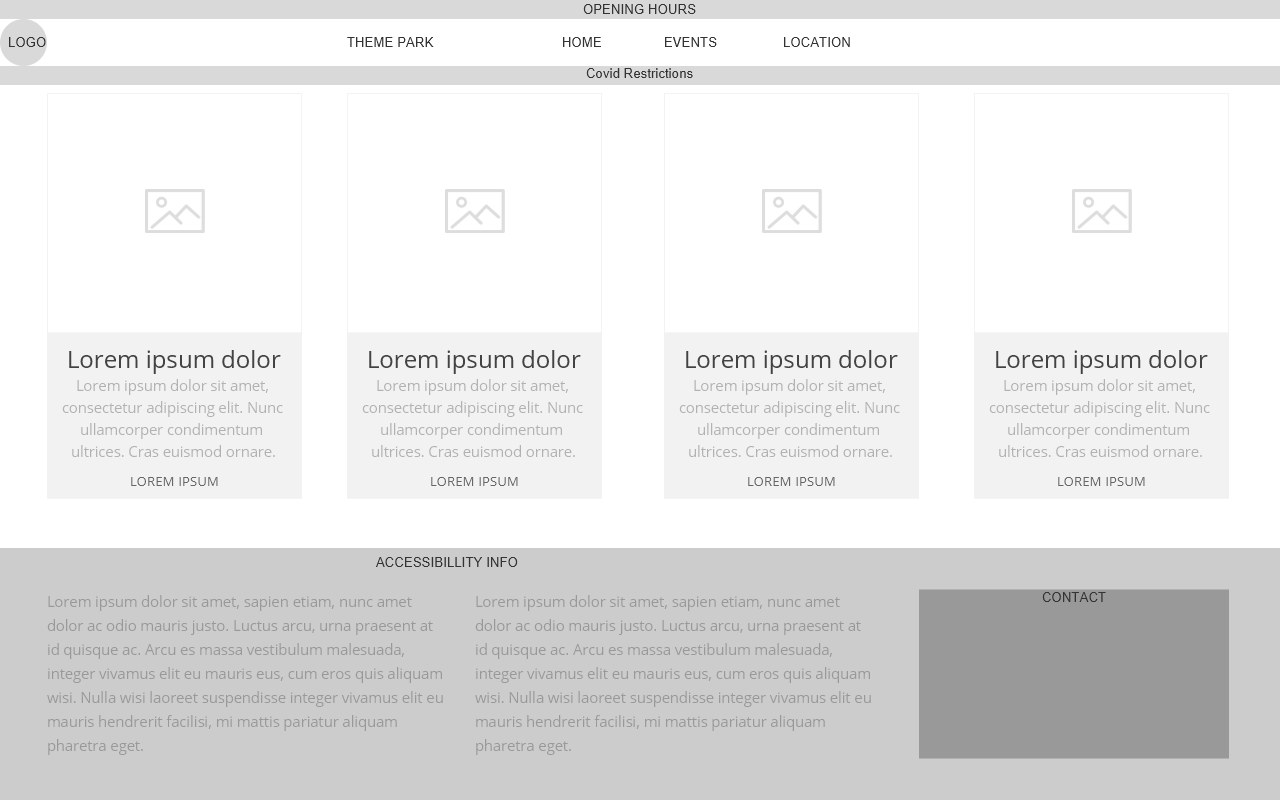 OPENING HOURS
LOGO
THEME PARK
HOME
EVENTS
LOCATION
Covid Restrictions
Lorem ipsum dolor
Lorem ipsum dolor sit amet,
consectetur adipiscing elit. Nunc
ullamcorper condimentum
ultrices. Cras euismod ornare.
LOREM IPSUM
Lorem ipsum dolor
Lorem ipsum dolor sit amet,
consectetur adipiscing elit. Nunc
ullamcorper condimentum
ultrices. Cras euismod ornare.
LOREM IPSUM
Lorem ipsum dolor
Lorem ipsum dolor sit amet,
consectetur adipiscing elit. Nunc
ullamcorper condimentum
ultrices. Cras euismod ornare.
LOREM IPSUM
Lorem ipsum dolor
Lorem ipsum dolor sit amet,
consectetur adipiscing elit. Nunc
ullamcorper condimentum
ultrices. Cras euismod ornare.
LOREM IPSUM
ACCESSIBILLITY INFO
Lorem ipsum dolor sit amet, sapien etiam, nunc amet
dolor ac odio mauris justo. Luctus arcu, urna praesent at
id quisque ac. Arcu es massa vestibulum malesuada,
integer vivamus elit eu mauris eus, cum eros quis aliquam
wisi. Nulla wisi laoreet suspendisse integer vivamus elit eu
mauris hendrerit facilisi, mi mattis pariatur aliquam
pharetra eget.
Lorem ipsum dolor sit amet, sapien etiam, nunc amet
dolor ac odio mauris justo. Luctus arcu, urna praesent at
id quisque ac. Arcu es massa vestibulum malesuada,
integer vivamus elit eu mauris eus, cum eros quis aliquam
wisi. Nulla wisi laoreet suspendisse integer vivamus elit eu
mauris hendrerit facilisi, mi mattis pariatur aliquam
pharetra eget.
CONTACT